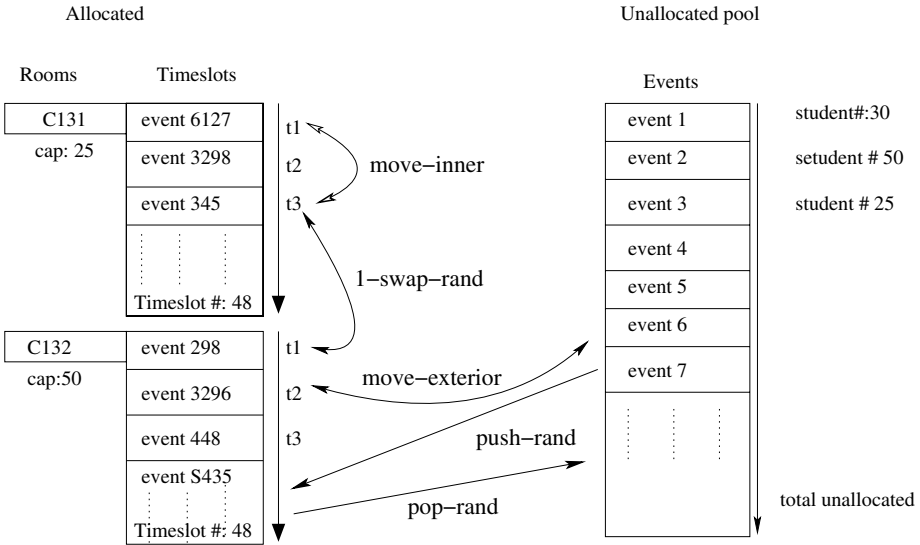 Allocated
Unallocated pool
Rooms
Timeslots
Events
C131
cap: 25
event 6127
event 3298
event 345
Timeslot #: 48
t1
t2
t3
move-inner
1-swap-rand
C132
cap:50
event 298
event 3296
event 448
event S435
Timeslot #: 48
t1
t2
t3
move-exterior
push-rand
pop-rand
event 1
event 2
event 3
event 4
event 5
event 6
event 7
student#:30
setudent # 50
student # 25
total unallocated